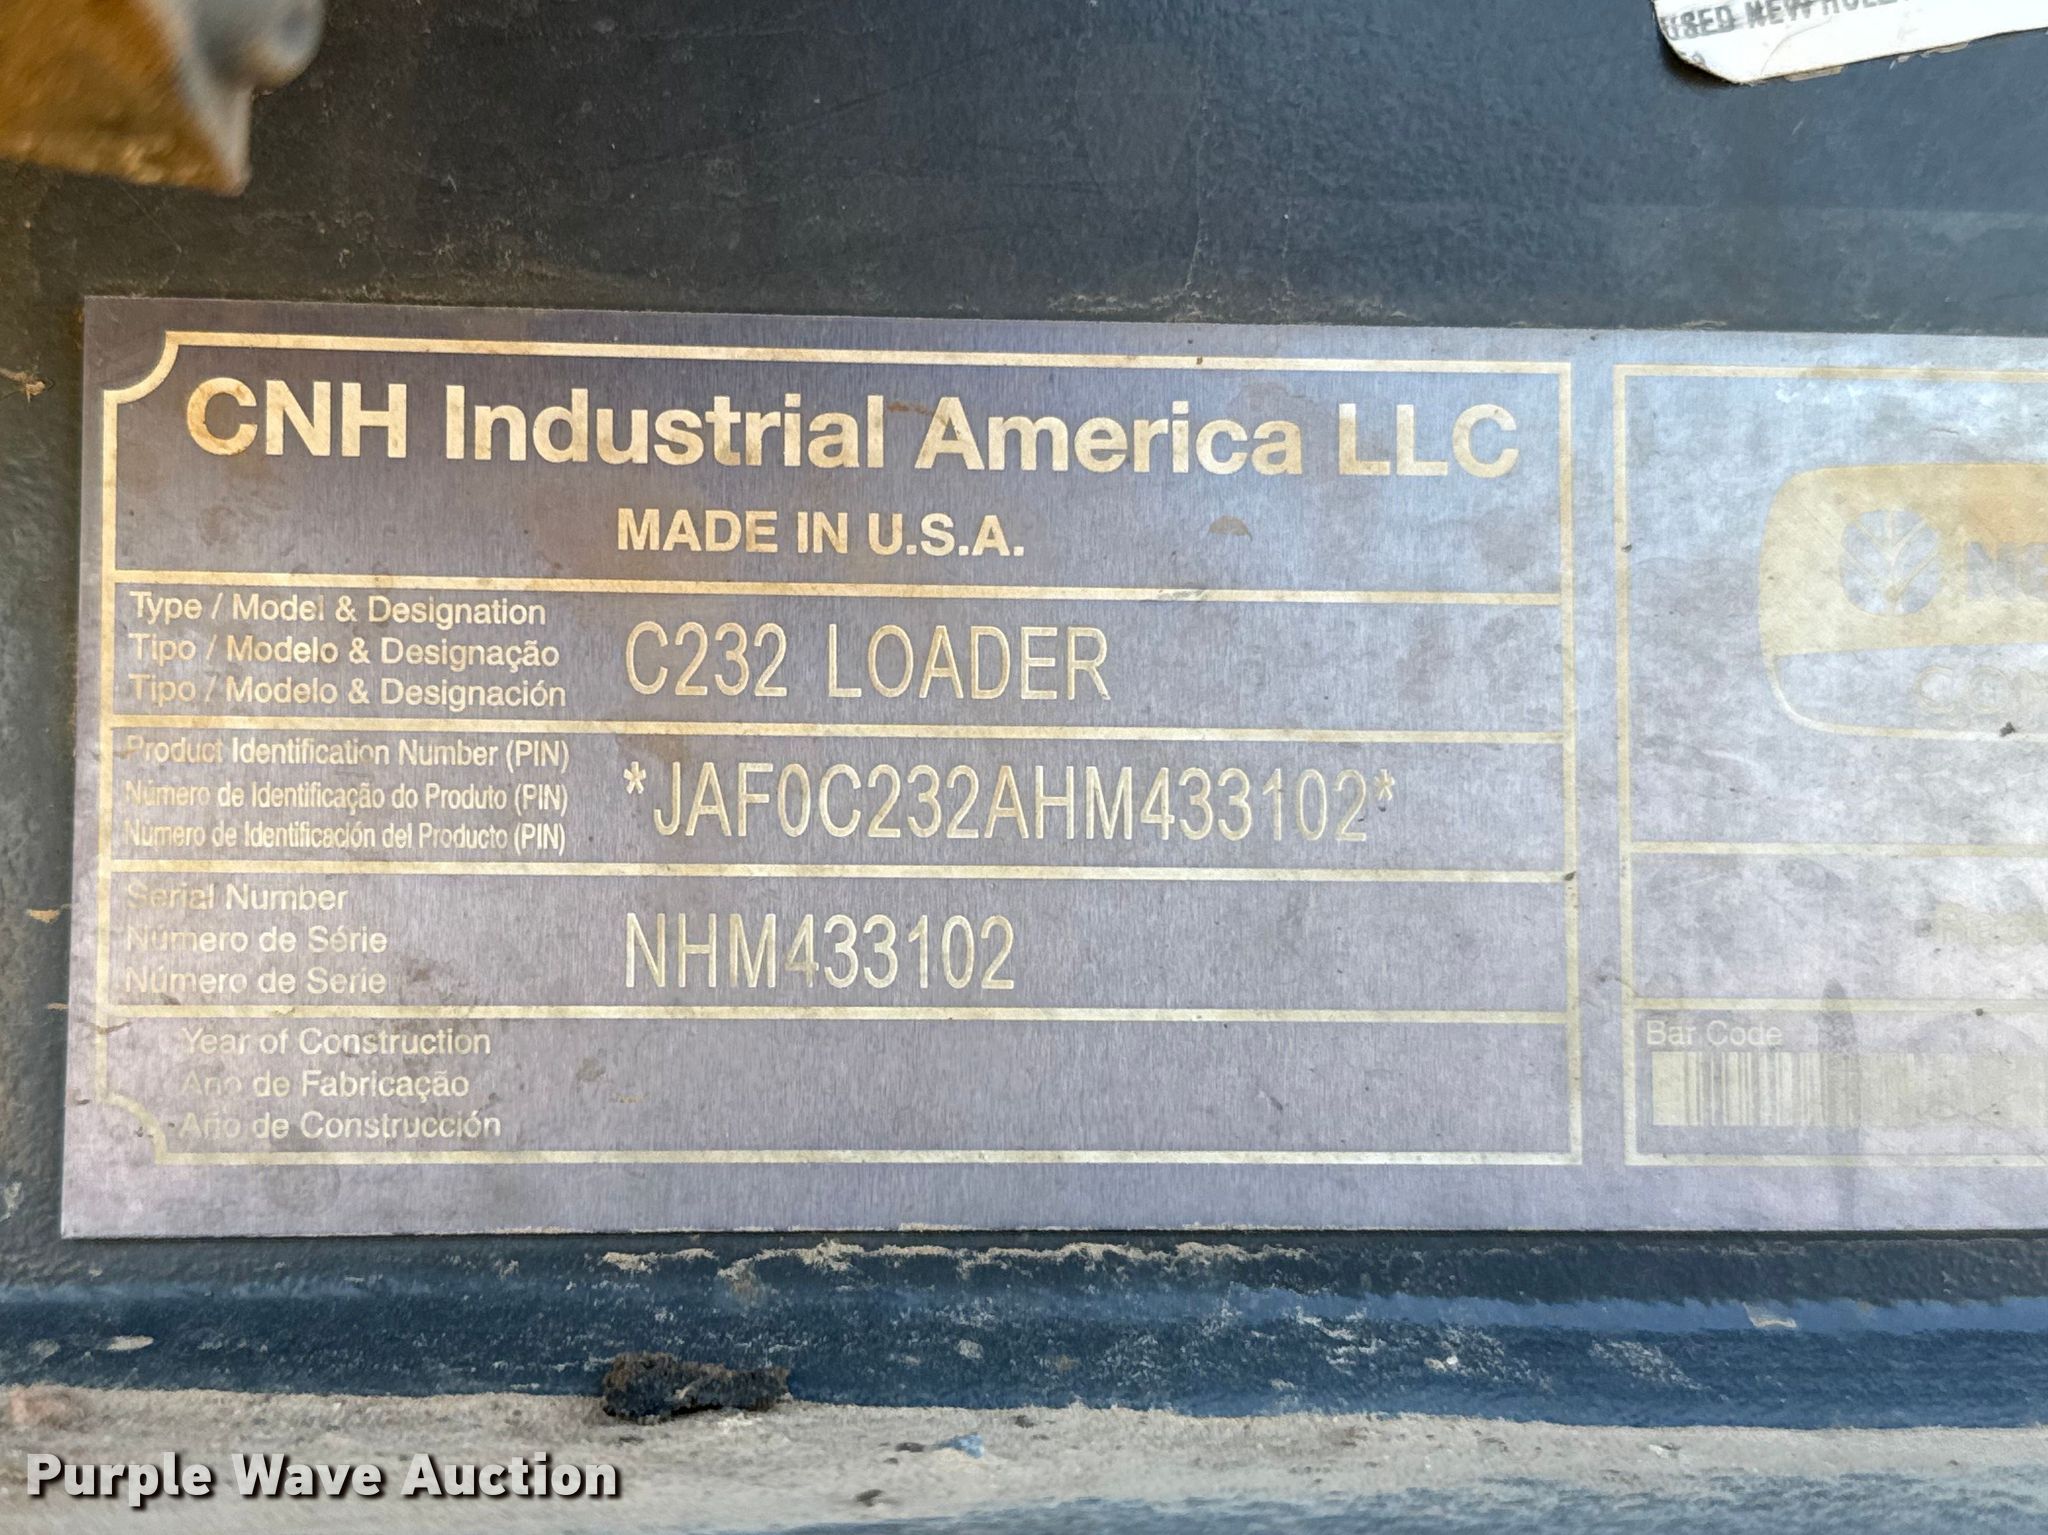 CNH Industrial America LLC
MADE IN U.S.A.
Type / Model & Designation
Tipo / Modelo & Designação
Tipo / Modelo & Designación
C232 LOADER
Product Identification Number (PIN)
Número de Identificação do Produto (PIN)
Número de Identificación del Producto (PIN)
*JAF0C232AHM433102*
Serial Number
Número de Série
Número de Serie
NHM433102
Year of Construction
Ano de Fabricação
Año de Construcción
Bar Code
USED
Purple Wave Auction